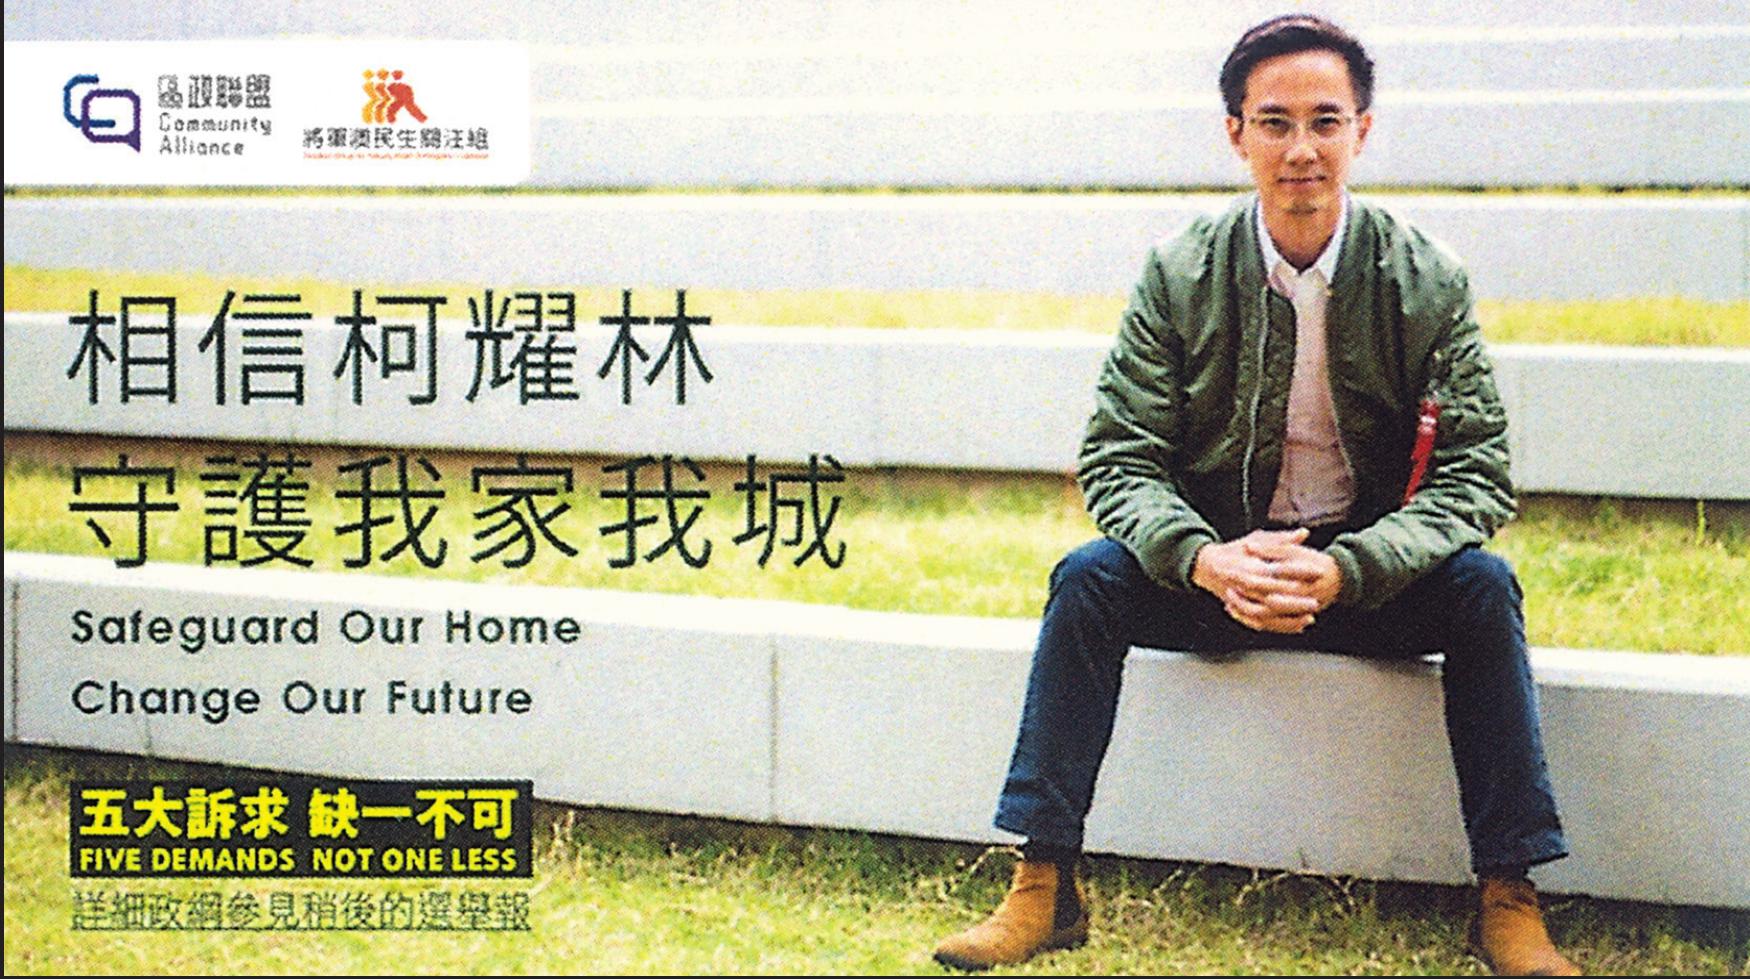 區政聯盟
Community
Alliance
將軍澳民生關注組
相信柯耀林
守護我家我城
Safeguard Our Home
Change Our Future
五大訴求 缺一不可
FIVE DEMANDS NOT ONE LESS
詳細政綱參見稍後的選舉報